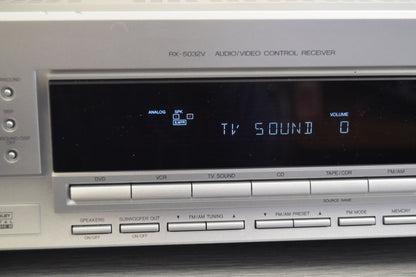 RX-5032V AUDIO/VIDEO CONTROL RECEIVER
ANALOG SPK VOLUME
TV SOUND 0
DVD VCR TV SOUND CD TAPE/CDR FM/AM
SOURCE NAME
SPEAKERS SUBWOOFER OUT ▼ FM/AM TUNING ▲ ▼ FM/AM PRESET ▲ FM MODE MEMORY
ON/OFF ON/OFF
OFF